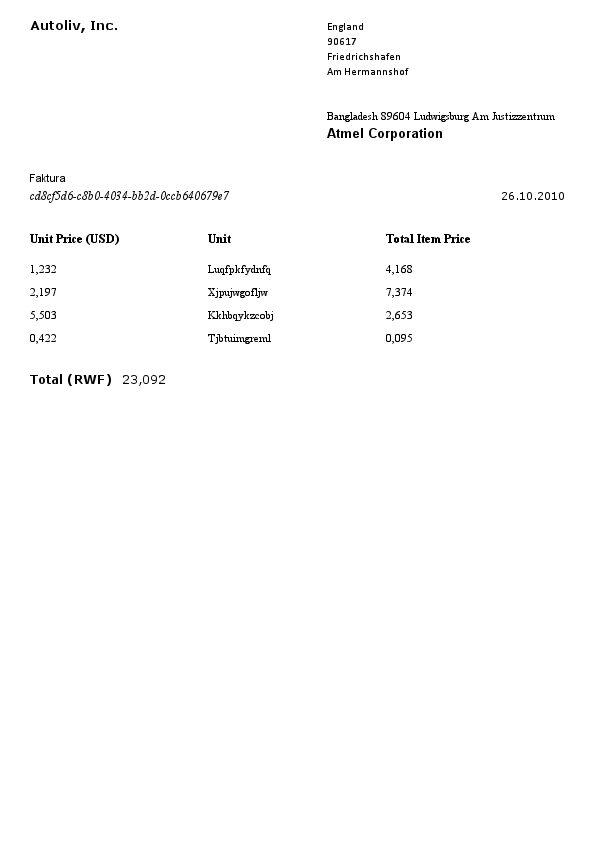 Autoliv, Inc.
England
90617
Friedrichshafen
Am Hermannshof
Bangladesh 89604 Ludwigsburg Am Justizzentrum
Atmel Corporation
Faktura
cd8cf5d6-c8b0-4034-bb2d-0ccb640679e7 26.10.2010
Unit Price (USD) Unit Total Item Price
1,232 Luqfpkfydnfq 4,168
2,197 Xjpujwgofljw 7,374
5,503 Kkhbqykzcobj 2,653
0,422 Tjbtuimgreml 0,095
Total (RWF) 23,092